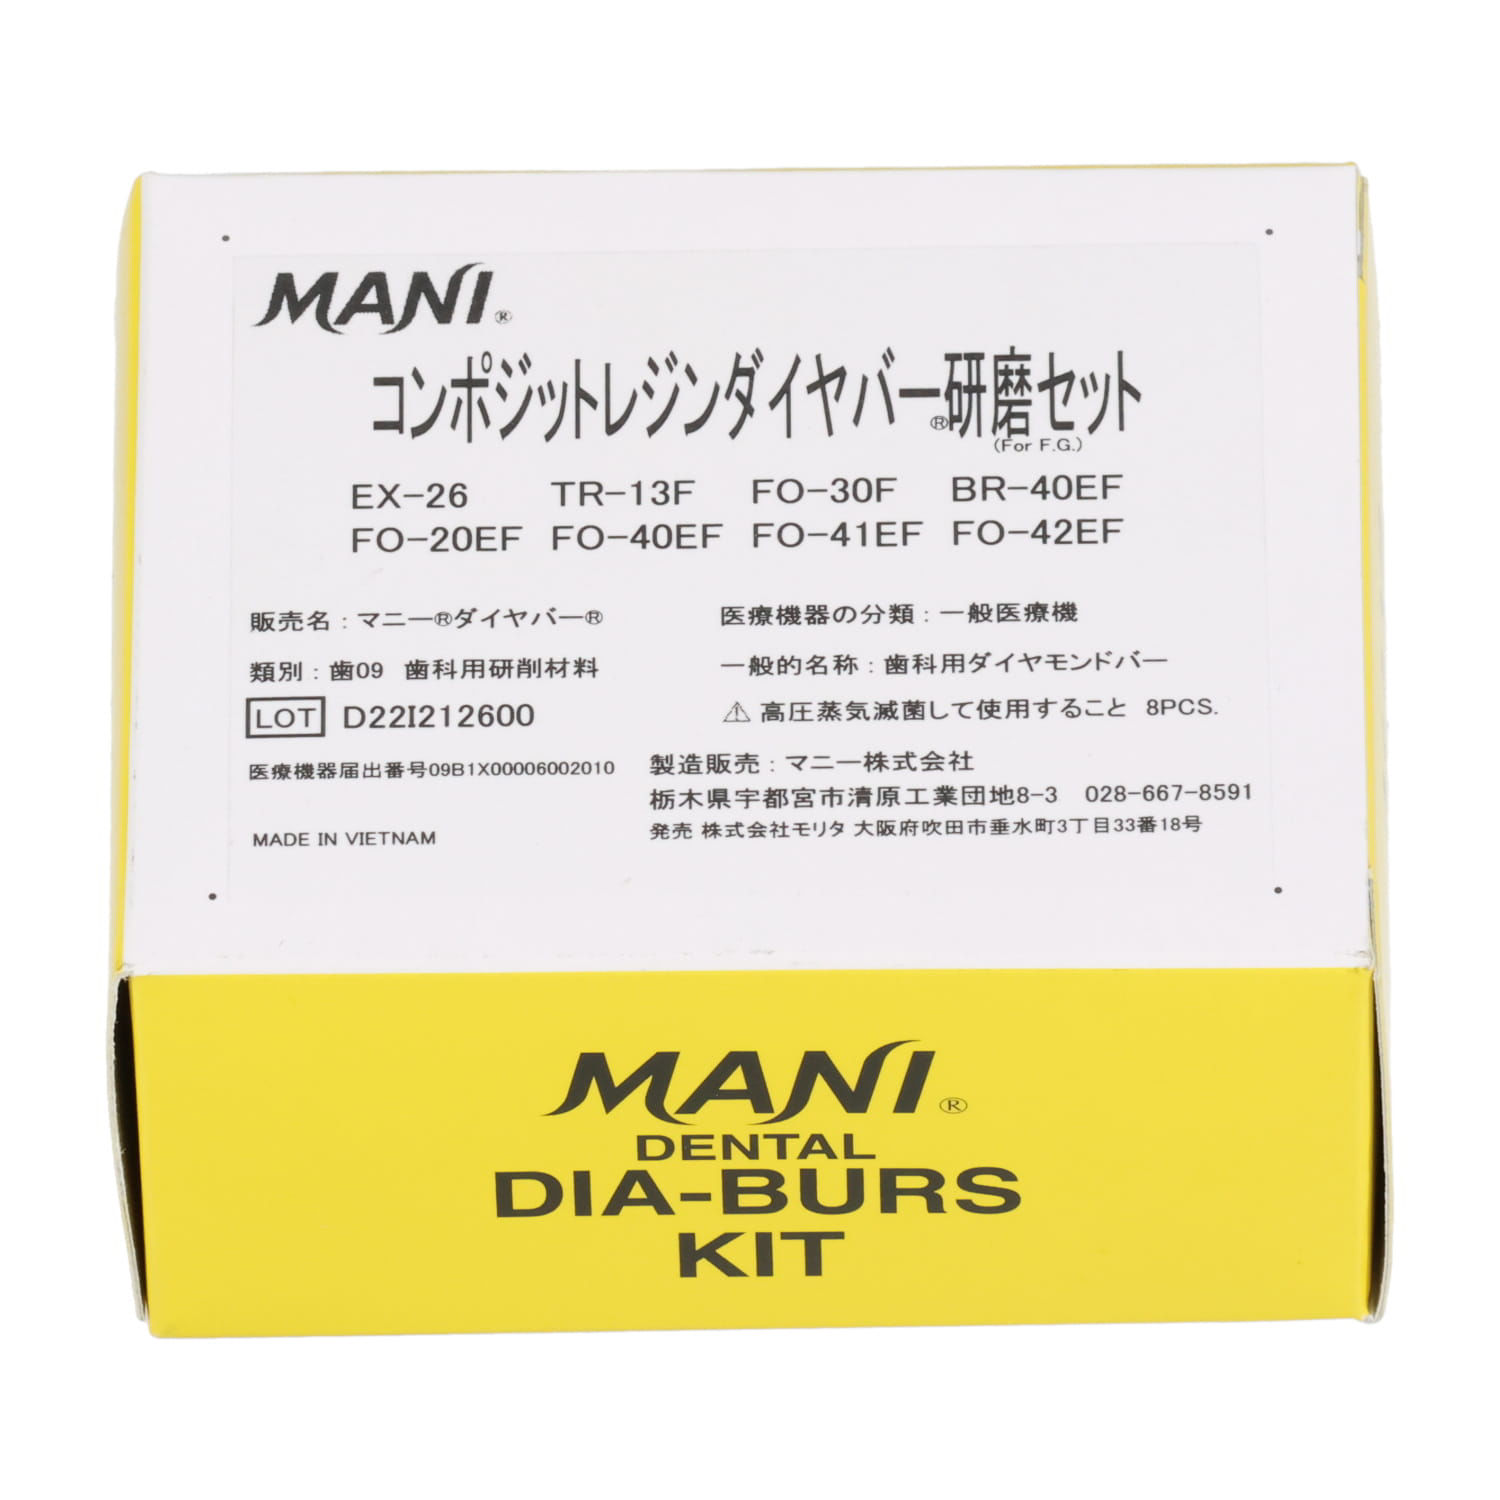 MANI®
コンポジットレジンダイヤバー®研磨セット
(For F.G.)
EX-26 TR-13F FO-30F BR-40EF
FO-20EF FO-40EF FO-41EF FO-42EF
販売名：マニー®ダイヤバー® 医療機器の分類：一般医療機
類別：歯09 歯科用研削材料 一般的名称：歯科用ダイヤモンドバー
LOT D22I212600 ⚠高圧蒸気滅菌して使用すること 8PCS.
医療機器届出番号09B1X00006002010 製造販売：マニー株式会社
栃木県宇都宮市清原工業団地8-3 028-667-8591
MADE IN VIETNAM 発売 株式会社モリタ 大阪府吹田市垂水町3丁目33番18号
MANI®
DENTAL
DIA-BURS
KIT